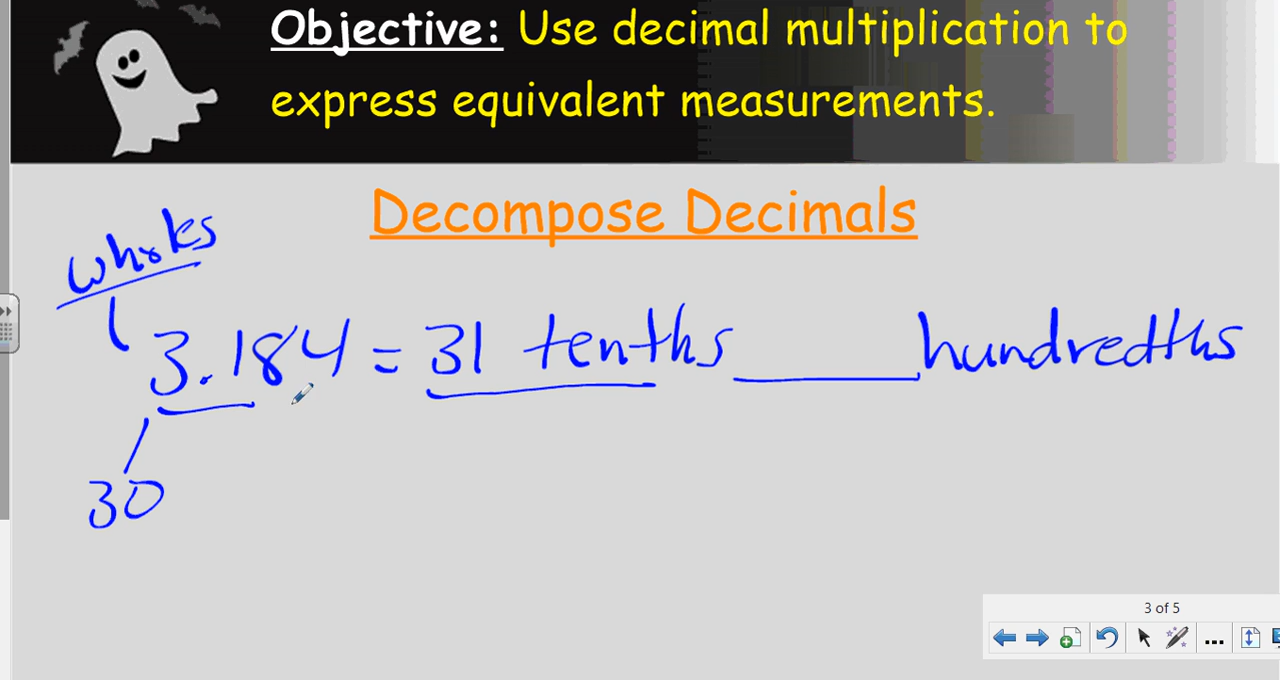 Objective: Use decimal multiplication to
express equivalent measurements.
Decompose Decimals
wholes
3.184 = 31 tenths ______ hundredths
30
3 of 5